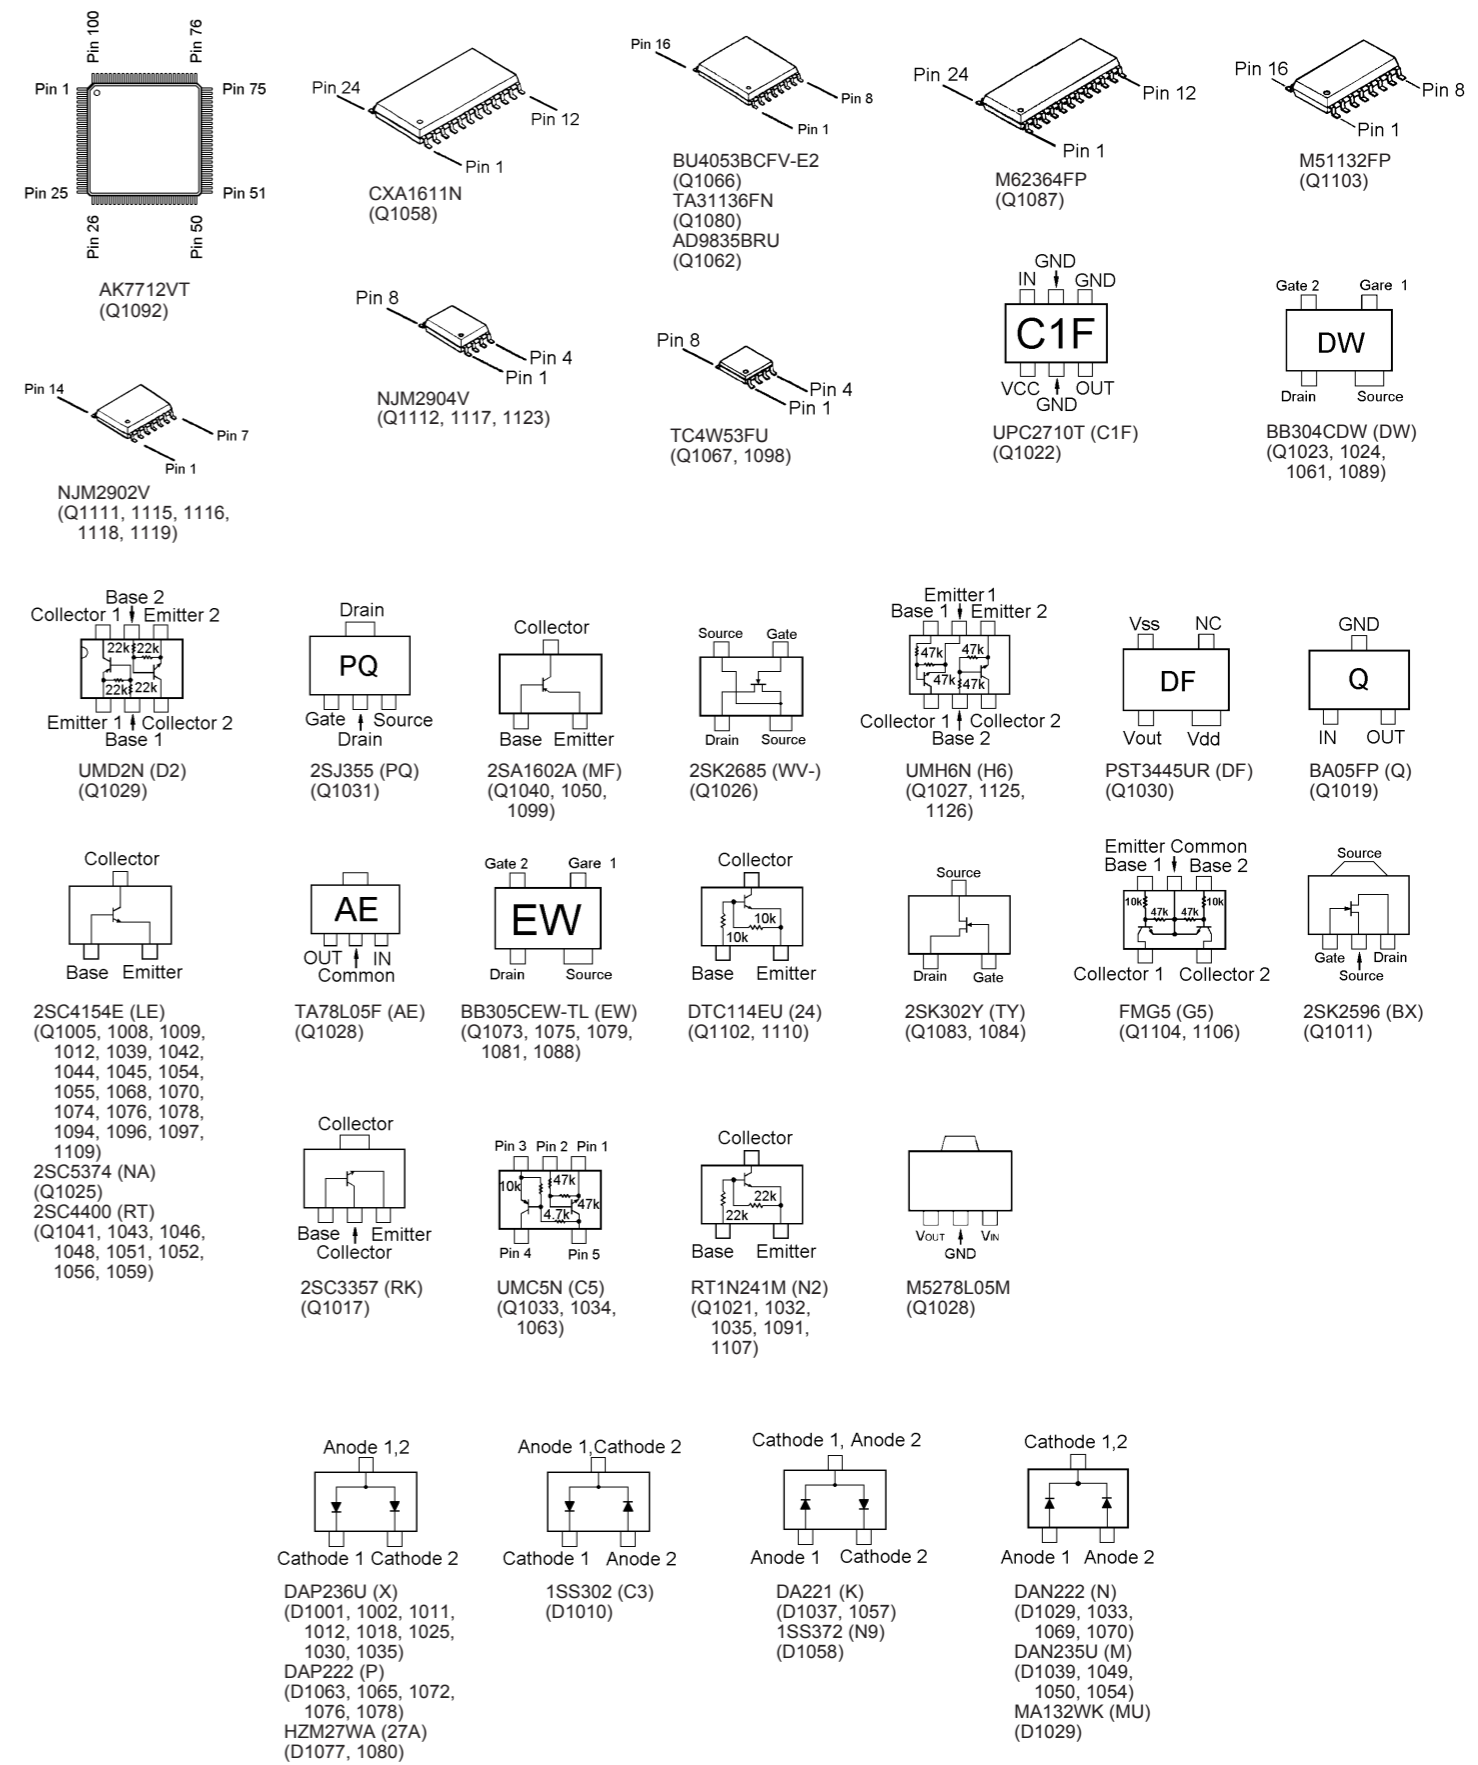 Pin 100
Pin 76
Pin 1
Pin 75
Pin 25
Pin 51
Pin 26
Pin 50
AK7712VT
(Q1092)
Pin 24
Pin 12
Pin 1
CXA1611N
(Q1058)
Pin 16
Pin 8
Pin 1
BU4053BCFV-E2
(Q1066)
TA31136FN
(Q1080)
AD9835BRU
(Q1062)
Pin 24
Pin 12
Pin 1
M62364FP
(Q1087)
Pin 16
Pin 8
Pin 1
M51132FP
(Q1103)
Pin 14
Pin 7
Pin 1
NJM2902V
(Q1111, 1115, 1116,
1118, 1119)
Pin 8
Pin 4
Pin 1
NJM2904V
(Q1112, 1117, 1123)
Pin 8
Pin 4
Pin 1
TC4W53FU
(Q1067, 1098)
GND
IN GND
C1F
VCC OUT
GND
UPC2710T (C1F)
(Q1022)
Gate 2 Gare 1
DW
Drain Source
BB304CDW (DW)
(Q1023, 1024,
1061, 1089)
Base 2
Collector 1 Emitter 2
22k 22k
22k 22k
Emitter 1 Collector 2
Base 1
UMD2N (D2)
(Q1029)
Drain
PQ
Gate Source
Drain
2SJ355 (PQ)
(Q1031)
Collector
Base Emitter
2SA1602A (MF)
(Q1040, 1050,
1099)
Source Gate
Drain Source
2SK2685 (WV-)
(Q1026)
Emitter 1
Base 1 Emitter 2
47k 47k
47k 47k
Collector 1 Collector 2
Base 2
UMH6N (H6)
(Q1027, 1125,
1126)
Vss NC
DF
Vout Vdd
PST3445UR (DF)
(Q1030)
GND
Q
IN OUT
BA05FP (Q)
(Q1019)
Collector
Base Emitter
2SC4154E (LE)
(Q1005, 1008, 1009,
1012, 1039, 1042,
1044, 1045, 1054,
1055, 1068, 1070,
1074, 1076, 1078,
1094, 1096, 1097,
1109)
2SC5374 (NA)
(Q1025)
2SC4400 (RT)
(Q1041, 1043, 1046,
1048, 1051, 1052,
1056, 1059)
AE
OUT IN
Common
TA78L05F (AE)
(Q1028)
Gate 2 Gare 1
EW
Drain Source
BB305CEW-TL (EW)
(Q1073, 1075, 1079,
1081, 1088)
Collector
10k
10k
Base Emitter
DTC114EU (24)
(Q1102, 1110)
Source
Drain Gate
2SK302Y (TY)
(Q1083, 1084)
Emitter Common
Base 1 Base 2
10k 10k
47k 47k
Collector 1 Collector 2
FMG5 (G5)
(Q1104, 1106)
Source
Gate Drain
Source
2SK2596 (BX)
(Q1011)
Collector
Base Emitter
Collector
2SC3357 (RK)
(Q1017)
Pin 3 Pin 2 Pin 1
10k 47k
47k
4.7k
Pin 4 Pin 5
UMC5N (C5)
(Q1033, 1034,
1063)
Collector
22k
22k
Base Emitter
RT1N241M (N2)
(Q1021, 1032,
1035, 1091,
1107)
VOUT VIN
GND
M5278L05M
(Q1028)
Anode 1,2
Cathode 1 Cathode 2
DAP236U (X)
(D1001, 1002, 1011,
1012, 1018, 1025,
1030, 1035)
DAP222 (P)
(D1063, 1065, 1072,
1076, 1078)
HZM27WA (27A)
(D1077, 1080)
Anode 1,Cathode 2
Cathode 1 Anode 2
1SS302 (C3)
(D1010)
Cathode 1, Anode 2
Anode 1 Cathode 2
DA221 (K)
(D1037, 1057)
1SS372 (N9)
(D1058)
Cathode 1,2
Anode 1 Anode 2
DAN222 (N)
(D1029, 1033,
1069, 1070)
DAN235U (M)
(D1039, 1049,
1050, 1054)
MA132WK (MU)
(D1029)